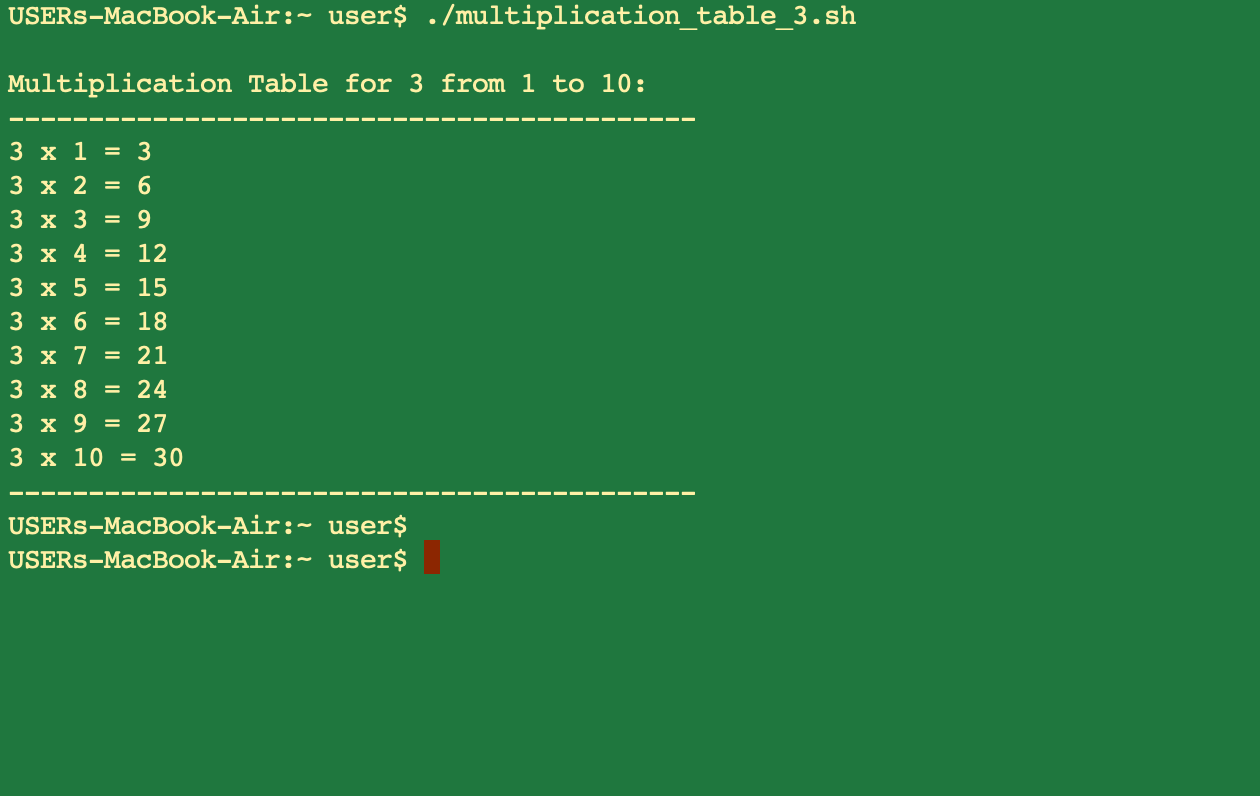 USERs-MacBook-Air:~ user$ ./multiplication_table_3.sh
Multiplication Table for 3 from 1 to 10:
-------------------------------------------
3 x 1 = 3
3 x 2 = 6
3 x 3 = 9
3 x 4 = 12
3 x 5 = 15
3 x 6 = 18
3 x 7 = 21
3 x 8 = 24
3 x 9 = 27
3 x 10 = 30
-------------------------------------------
USERs-MacBook-Air:~ user$
USERs-MacBook-Air:~ user$